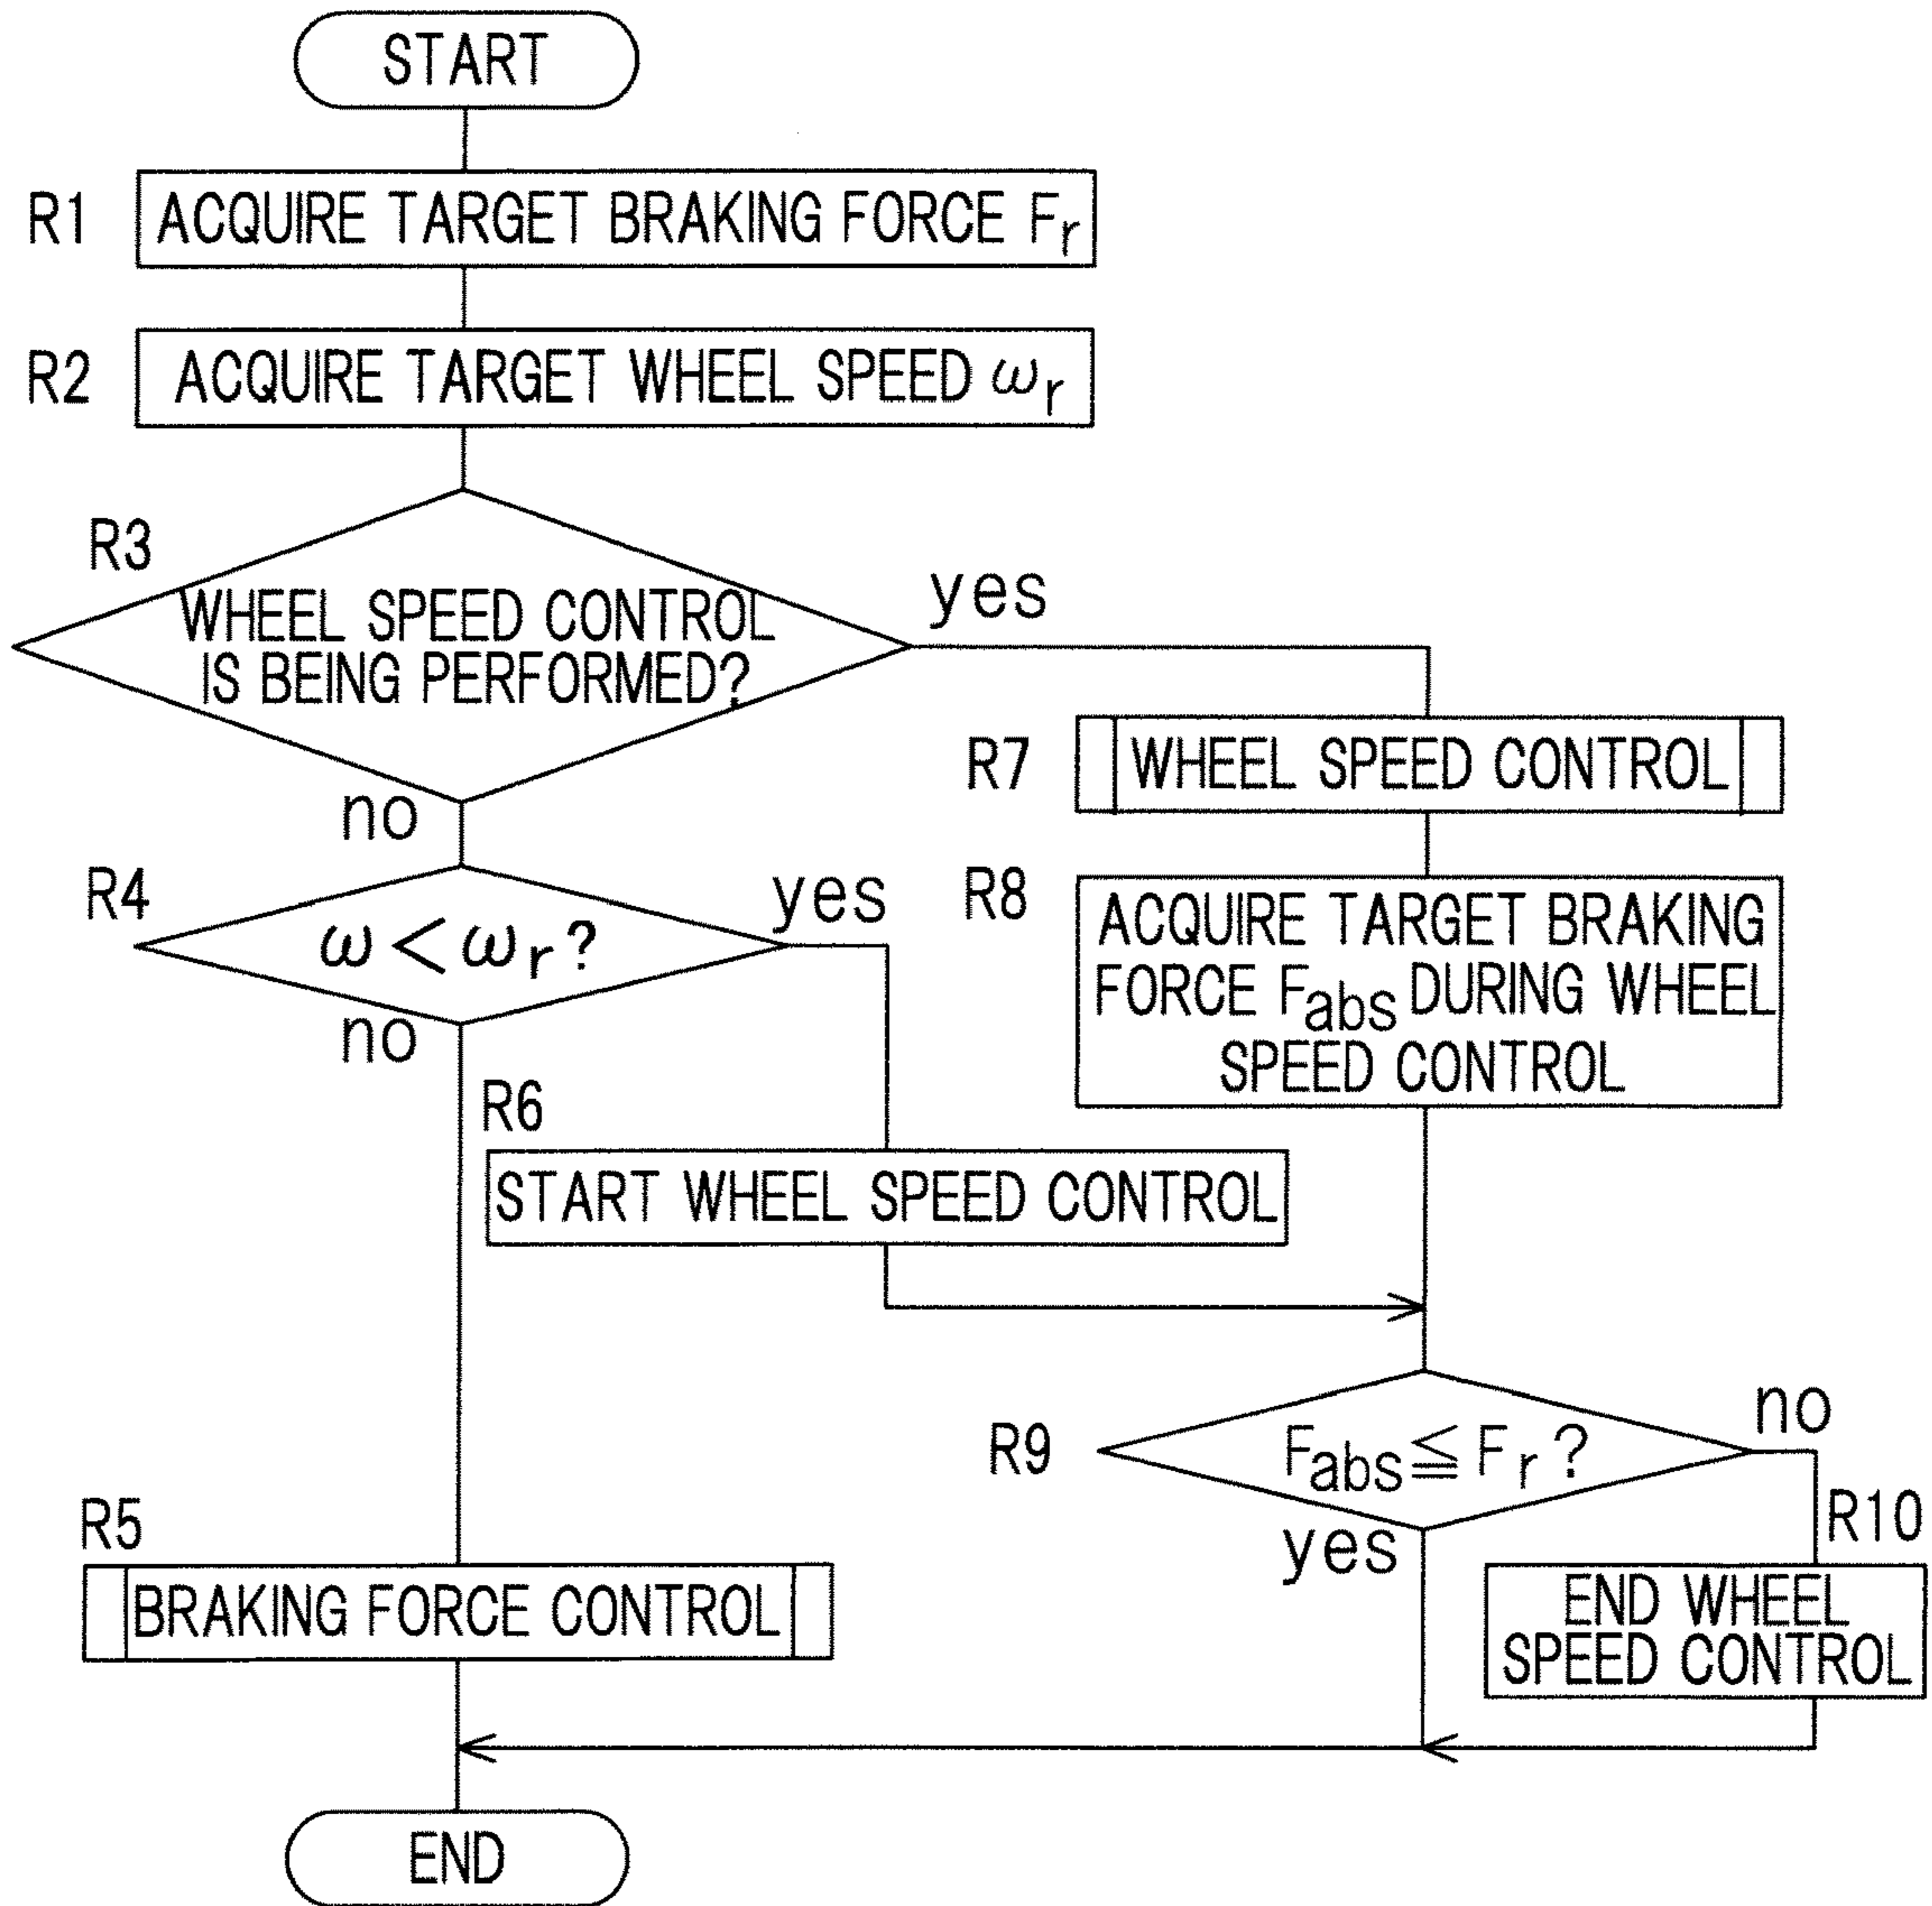 START
R1
ACQUIRE TARGET BRAKING FORCE Fr
R2
ACQUIRE TARGET WHEEL SPEED ωr
R3
WHEEL SPEED CONTROL
IS BEING PERFORMED?
yes
no
R7
WHEEL SPEED CONTROL
R4
ω < ωr?
yes
no
R8
ACQUIRE TARGET BRAKING
FORCE Fabs DURING WHEEL
SPEED CONTROL
R6
START WHEEL SPEED CONTROL
R9
Fabs ≦ Fr?
no
yes
R10
END WHEEL
SPEED CONTROL
R5
BRAKING FORCE CONTROL
END